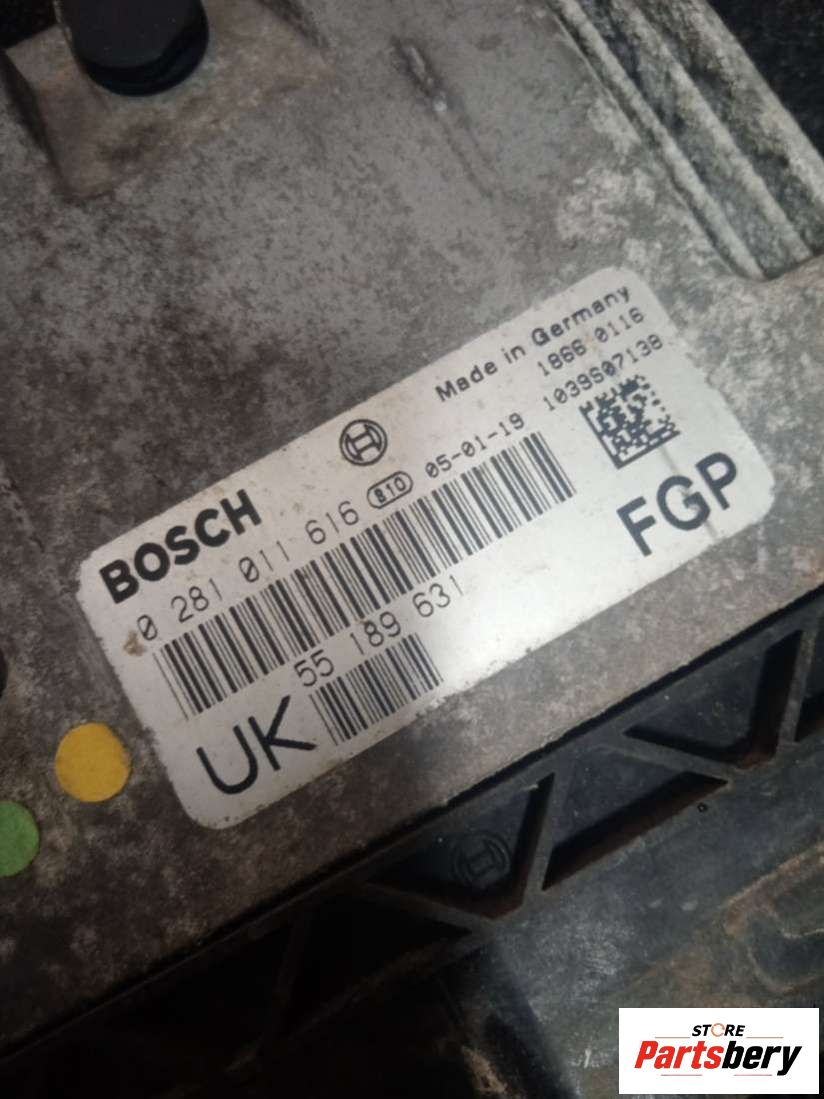 Made in Germany
1866 0116
1039S07138
BOSCH
0 281 011 616 810 05-01-19
55 189 631
UK
FGP
STORE
Partsbery